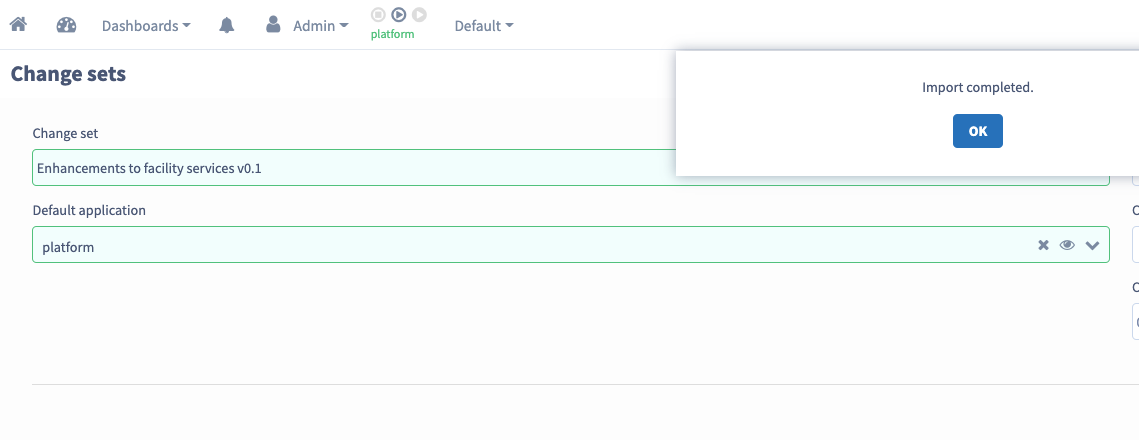 Dashboards
Admin
platform
Default
Change sets
Import completed.
OK
Change set
Enhancements to facility services v0.1
Default application
platform